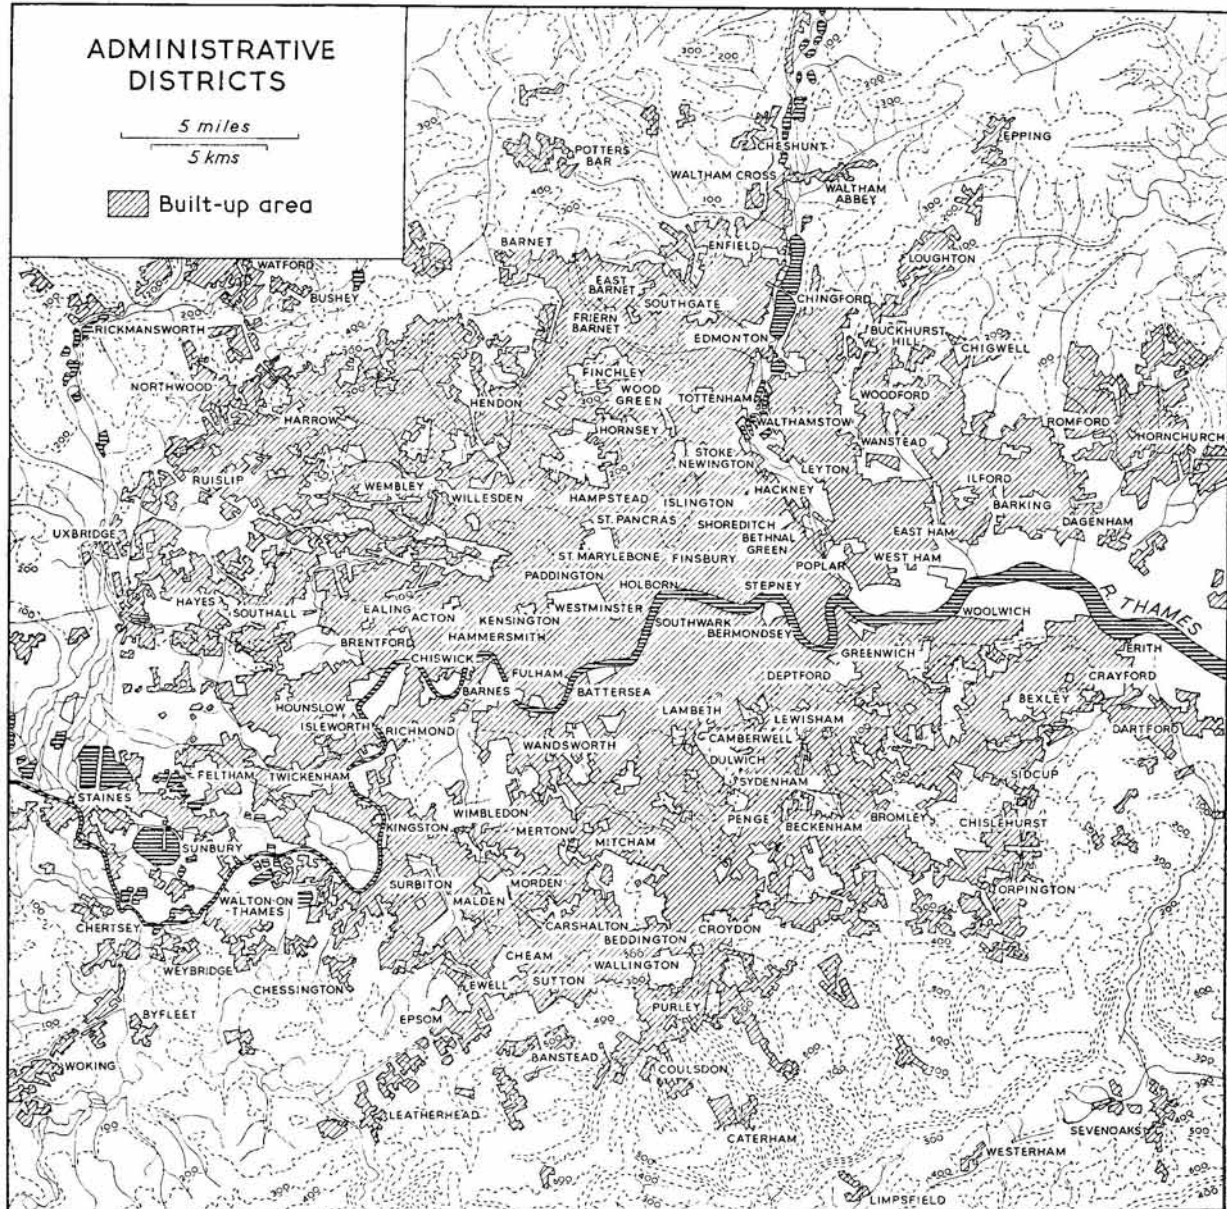 ADMINISTRATIVE
DISTRICTS
5 miles
5 kms
Built-up area
EPPING
CHESHUNT
POTTERS
BAR
WALTHAM CROSS
WALTHAM
ABBEY
BARNET
ENFIELD
LOUGHTON
WATFORD
BUSHEY
EAST
BARNET
SOUTHGATE
CHINGFORD
RICKMANSWORTH
FRIERN
BARNET
EDMONTON
BUCKHURST
HILL
CHIGWELL
NORTHWOOD
FINCHLEY
HENDON
WOOD
GREEN
TOTTENHAM
WOODFORD
HARROW
HORNSEY
WALTHAMSTOW
WANSTEAD
ROMFORD
HORNCHURCH
STOKE
NEWINGTON
LEYTON
RUISLIP
WEMBLEY
WILLESDEN
HAMPSTEAD
ISLINGTON
HACKNEY
ILFORD
BARKING
ST. PANCRAS
SHOREDITCH
BETHNAL
GREEN
EAST HAM
DAGENHAM
UXBRIDGE
ST. MARYLEBONE
FINSBURY
POPLAR
WEST HAM
PADDINGTON
HOLBORN
STEPNEY
HAYES
SOUTHALL
EALING
ACTON
KENSINGTON
WESTMINSTER
SOUTHWARK
WOOLWICH
R. THAMES
BRENTFORD
HAMMERSMITH
BERMONDSEY
GREENWICH
ERITH
CHISWICK
FULHAM
DEPTFORD
CRAYFORD
BARNES
BATTERSEA
BEXLEY
HOUNSLOW
ISLEWORTH
RICHMOND
LAMBETH
LEWISHAM
DARTFORD
WANDSWORTH
CAMBERWELL
DULWICH
SYDENHAM
SIDCUP
FELTHAM
TWICKENHAM
STAINES
WIMBLEDON
KINGSTON
MERTON
PENGE
BECKENHAM
BROMLEY
CHISLEHURST
SUNBURY
MITCHAM
SURBITON
MALDEN
MORDEN
ORPINGTON
WALTON-ON
THAMES
CHERTSEY
CARSHALTON
BEDDINGTON
CROYDON
WEYBRIDGE
CHEAM
WALLINGTON
CHESSINGTON
EWELL
SUTTON
PURLEY
BYFLEET
EPSOM
BANSTEAD
WOKING
COULSDON
LEATHERHEAD
CATERHAM
SEVENOAKS
WESTERHAM
LIMPSFIELD